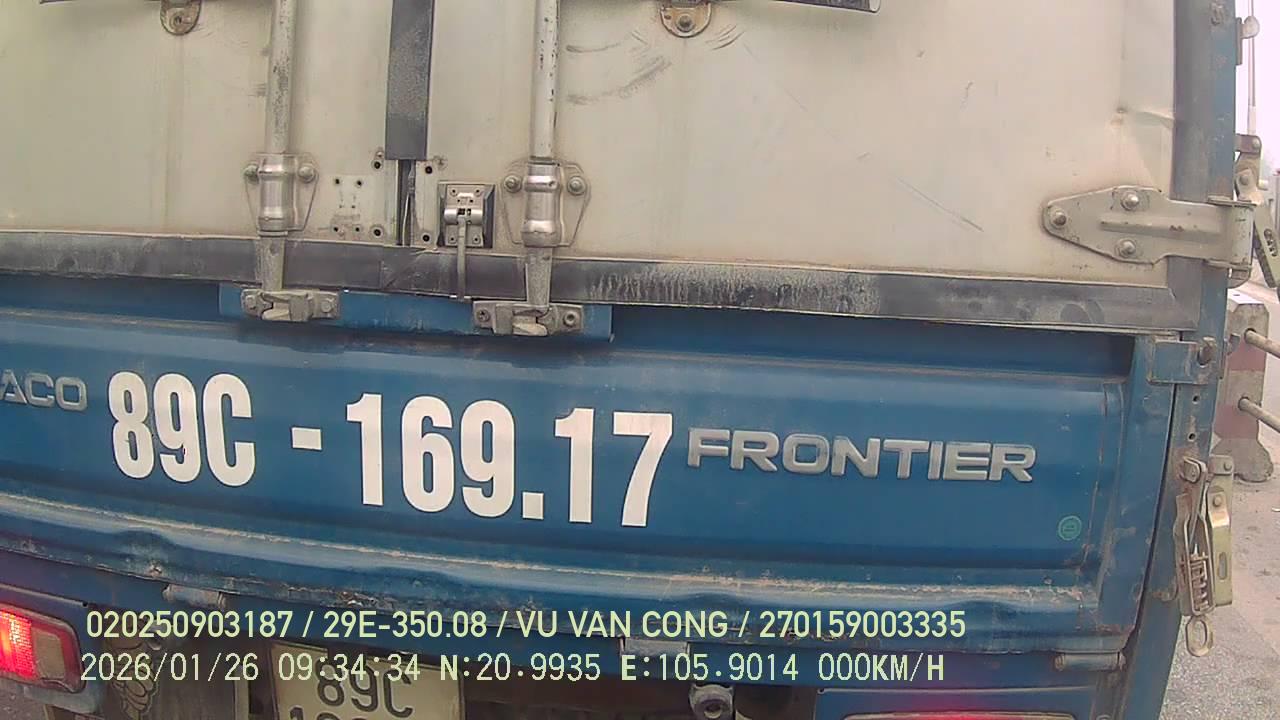 ACO 89C - 169.17 FRONTIER
020250903187 / 29E-350.08 / VU VAN CONG / 270159003335
2026/01/26 09:34:34 N:20.9935 E:105.9014 000KM/H
89C